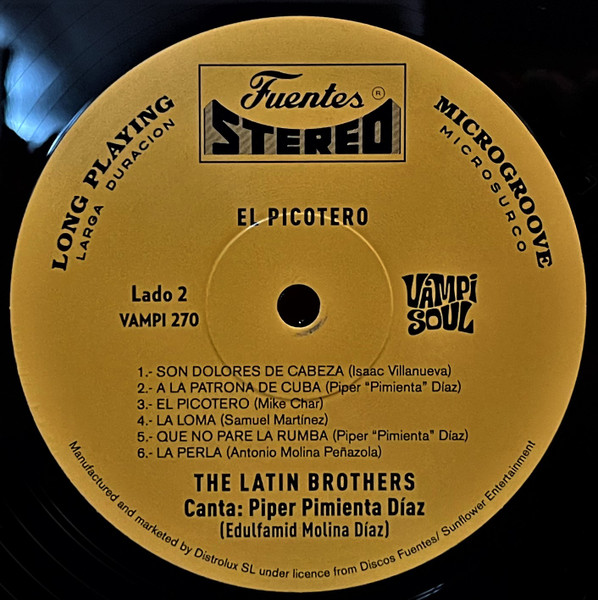 Fuentes ®
STEREO
LONG PLAYING
LARGA DURACION
MICROGROOVE
MICROSURCO
EL PICOTERO
Lado 2
VAMPI 270
VAMPI
SOUL
1.- SON DOLORES DE CABEZA (Isaac Villanueva)
2.- A LA PATRONA DE CUBA (Piper "Pimienta" Díaz)
3.- EL PICOTERO (Mike Char)
4.- LA LOMA (Samuel Martínez)
5.- QUE NO PARE LA RUMBA (Piper "Pimienta" Díaz)
6.- LA PERLA (Antonio Molina Peñazola)
THE LATIN BROTHERS
Canta: Piper Pimienta Díaz
(Edulfamid Molina Díaz)
Manufactured and marketed by Distrolux SL under licence from Discos Fuentes/ Sunflower Entertainment